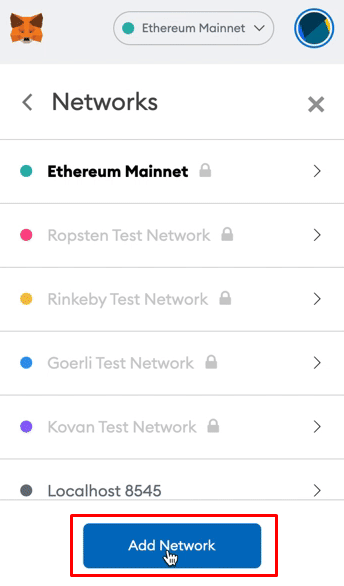 Ethereum Mainnet
Networks
Ethereum Mainnet
Ropsten Test Network
Rinkeby Test Network
Goerli Test Network
Kovan Test Network
Localhost 8545
Add Network